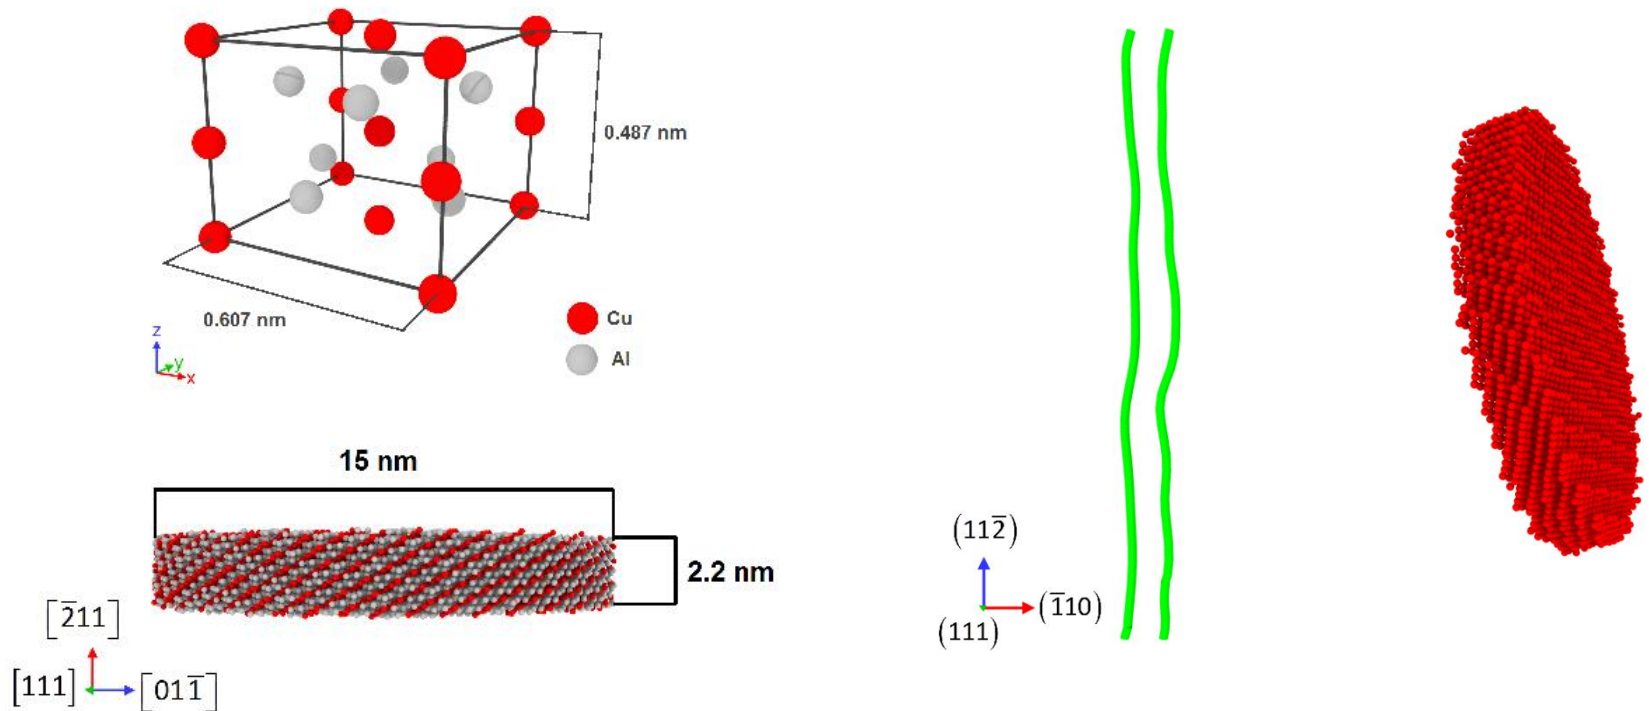 0.487 nm
0.607 nm
Cu
Al
z
y
x
15 nm
2.2 nm
[2̅11]
[111]
[011̅]
(112̅)
(1̅10)
(111)